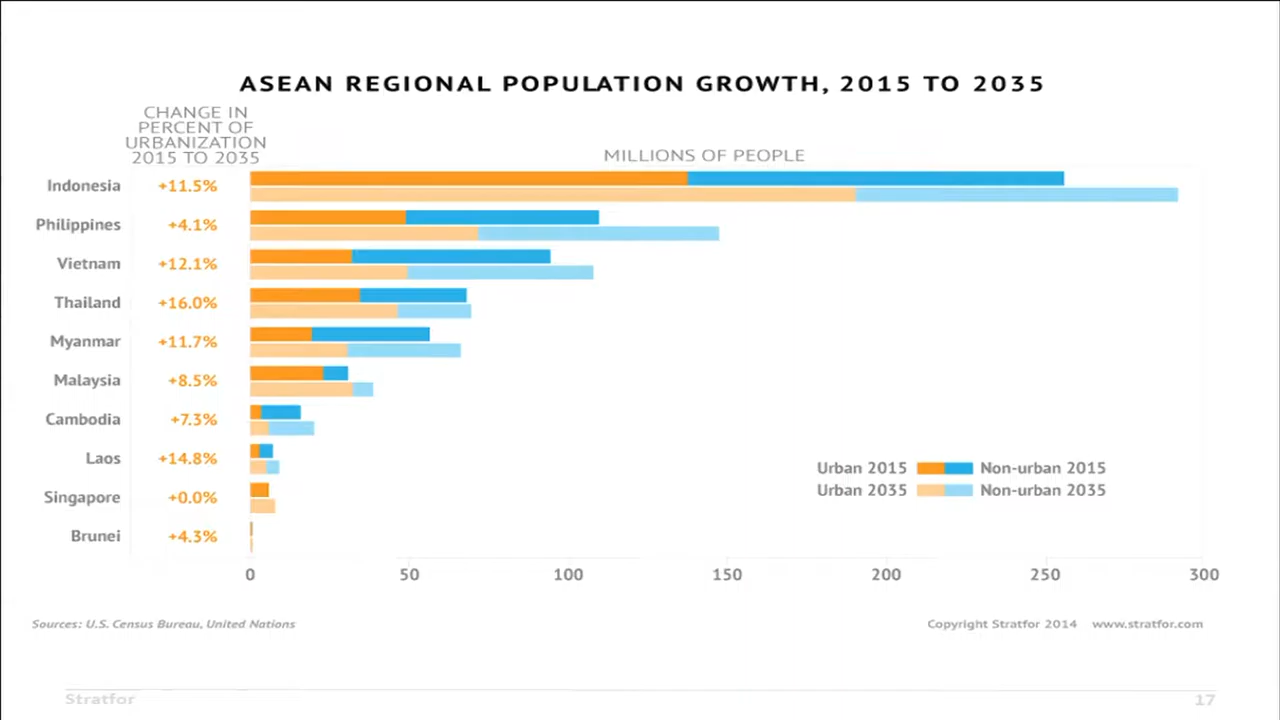 ASEAN REGIONAL POPULATION GROWTH, 2015 TO 2035
CHANGE IN
PERCENT OF
URBANIZATION
2015 TO 2035
MILLIONS OF PEOPLE
Indonesia +11.5%
Philippines +4.1%
Vietnam +12.1%
Thailand +16.0%
Myanmar +11.7%
Malaysia +8.5%
Cambodia +7.3%
Laos +14.8%
Singapore +0.0%
Brunei +4.3%
Urban 2015 Non-urban 2015
Urban 2035 Non-urban 2035
0 50 100 150 200 250 300
Sources: U.S. Census Bureau, United Nations
Copyright Stratfor 2014 www.stratfor.com
Stratfor 17